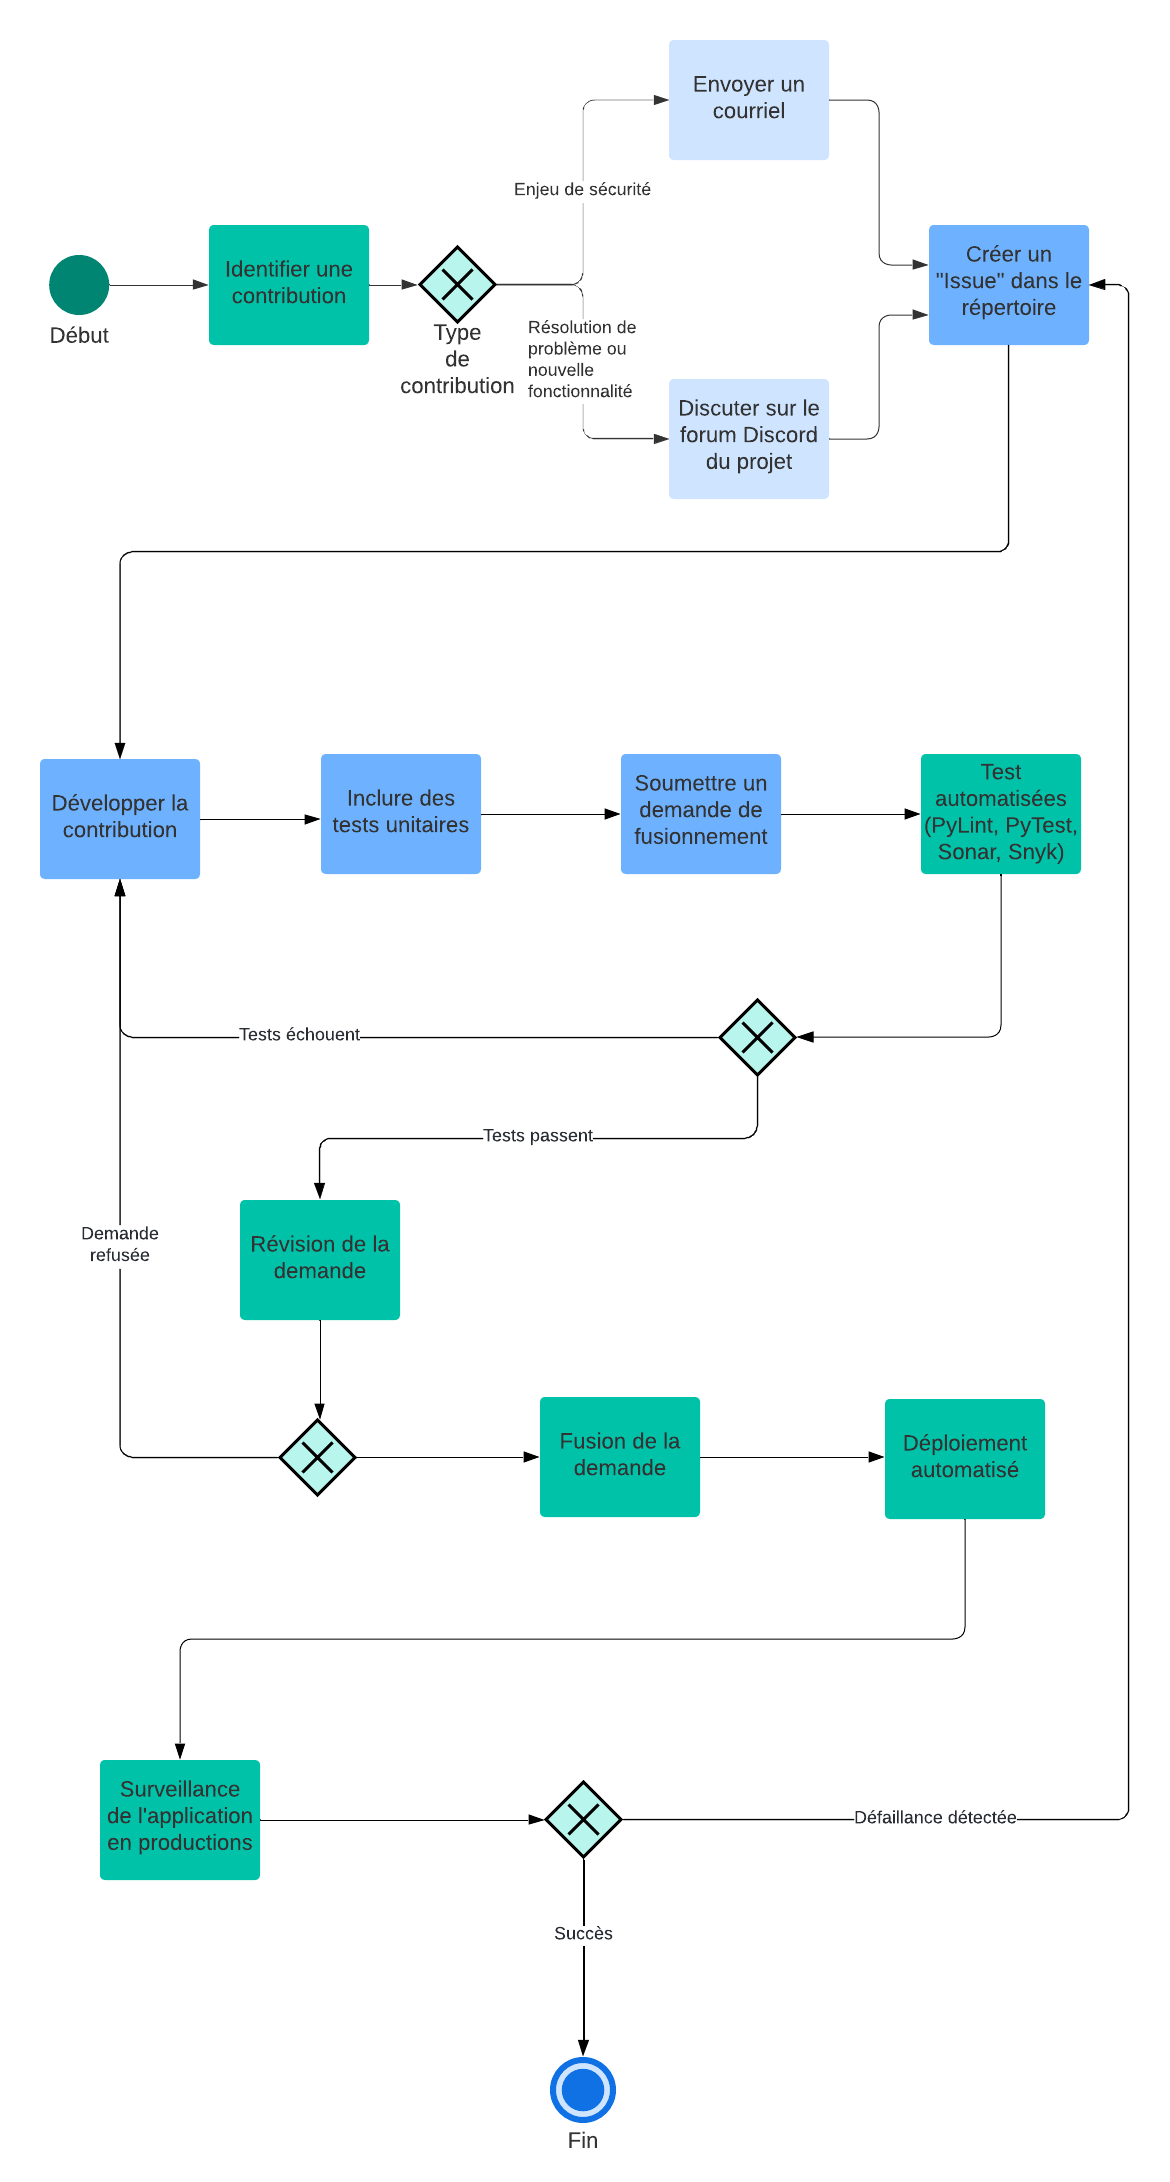 Envoyer un
courriel
Enjeu de sécurité
Identifier une
contribution
Début
Type
de
contribution
Résolution de
problème ou
nouvelle
fonctionnalité
Créer un
"Issue" dans le
répertoire
Discuter sur le
forum Discord
du projet
Développer la
contribution
Inclure des
tests unitaires
Soumettre un
demande de
fusionnement
Test
automatisées
(PyLint, PyTest,
Sonar, Snyk)
Tests échouent
Tests passent
Demande
refusée
Révision de la
demande
Fusion de la
demande
Déploiement
automatisé
Surveillance
de l'application
en productions
Défaillance détectée
Succès
Fin